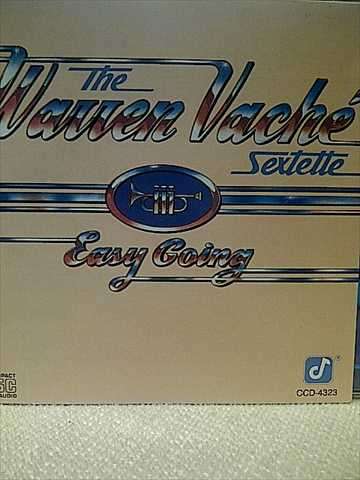 The
Warren Vaché
Sextette
Easy Going
CCD-4323